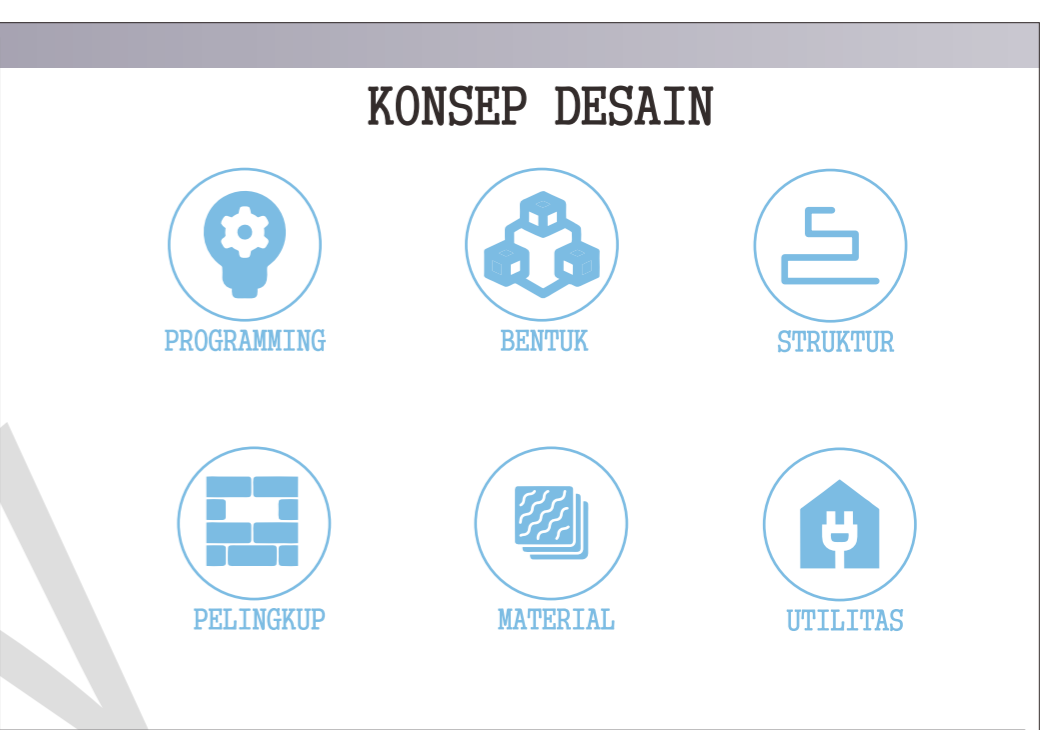 KONSEP DESAIN
PROGRAMMING
BENTUK
STRUKTUR
PELINGKUP
MATERIAL
UTILITAS